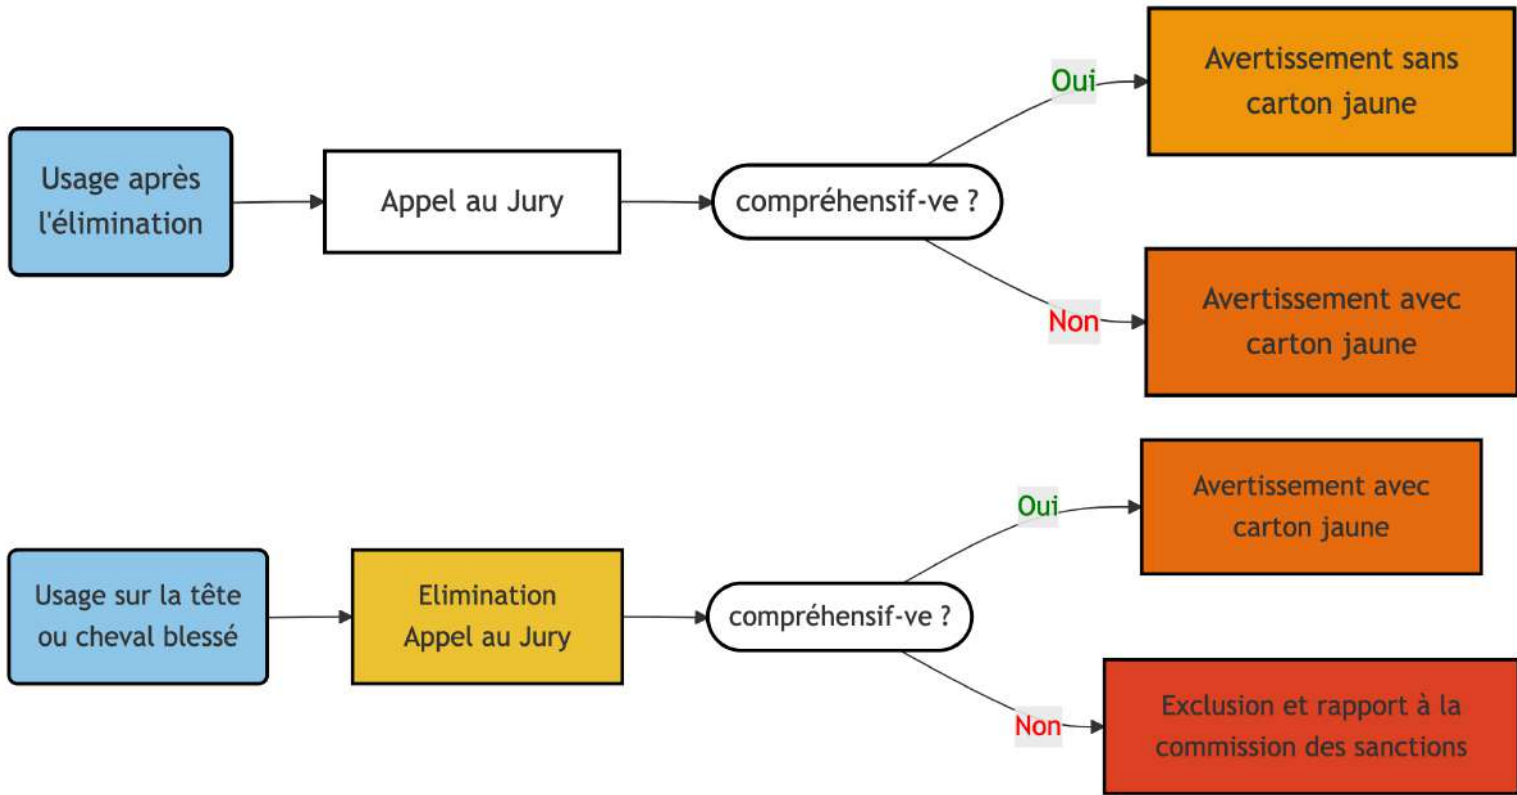 Usage après
l'élimination
Appel au Jury
compréhensif-ve ?
Oui
Avertissement sans
carton jaune
Non
Avertissement avec
carton jaune
Usage sur la tête
ou cheval blessé
Elimination
Appel au Jury
compréhensif-ve ?
Oui
Avertissement avec
carton jaune
Non
Exclusion et rapport à la
commission des sanctions